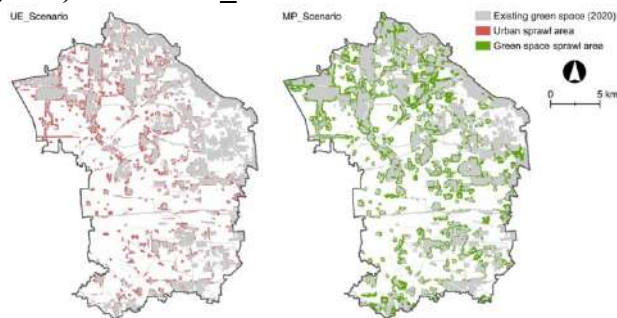 UE_Scenario
MP_Scenario
Existing green space (2020)
Urban sprawl area
Green space sprawl area
0 5 km